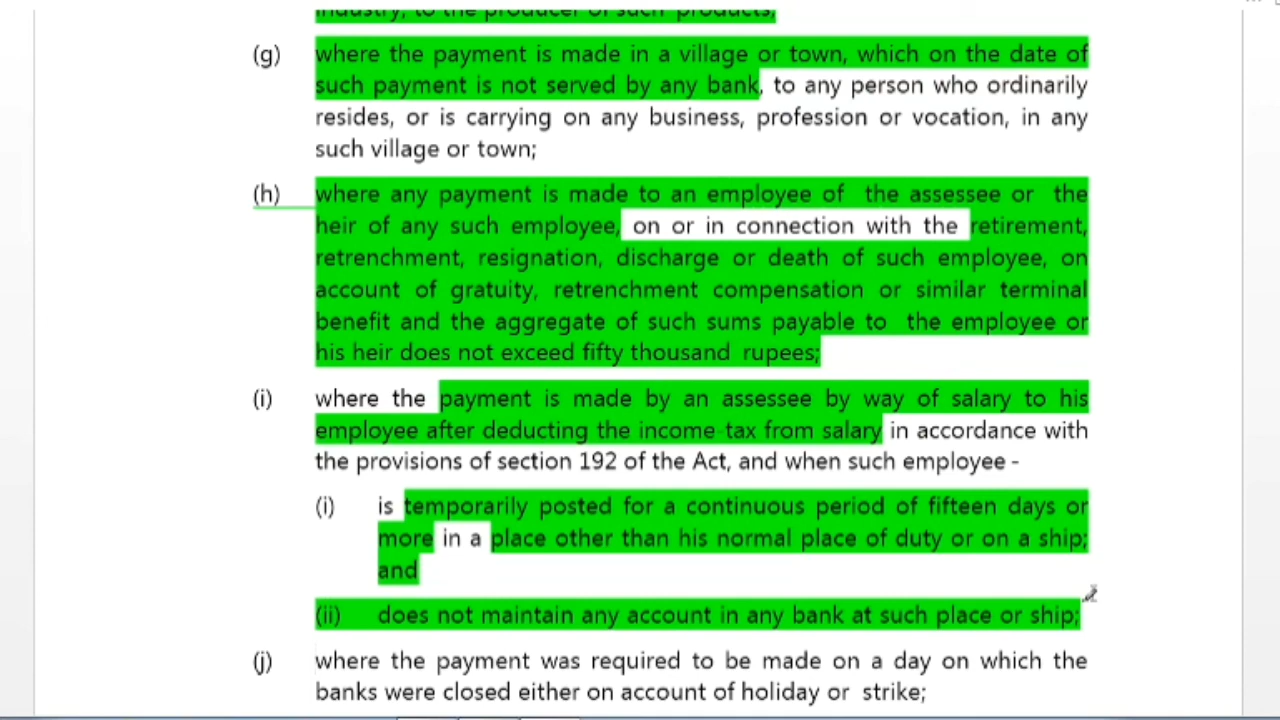 industry, to the producer of such products;
(g) where the payment is made in a village or town, which on the date of
such payment is not served by any bank, to any person who ordinarily
resides, or is carrying on any business, profession or vocation, in any
such village or town;
(h) where any payment is made to an employee of the assessee or the
heir of any such employee, on or in connection with the retirement,
retrenchment, resignation, discharge or death of such employee, on
account of gratuity, retrenchment compensation or similar terminal
benefit and the aggregate of such sums payable to the employee or
his heir does not exceed fifty thousand rupees;
(i) where the payment is made by an assessee by way of salary to his
employee after deducting the income-tax from salary in accordance with
the provisions of section 192 of the Act, and when such employee -
(i) is temporarily posted for a continuous period of fifteen days or
more in a place other than his normal place of duty or on a ship;
and
(ii) does not maintain any account in any bank at such place or ship;
(j) where the payment was required to be made on a day on which the
banks were closed either on account of holiday or strike;